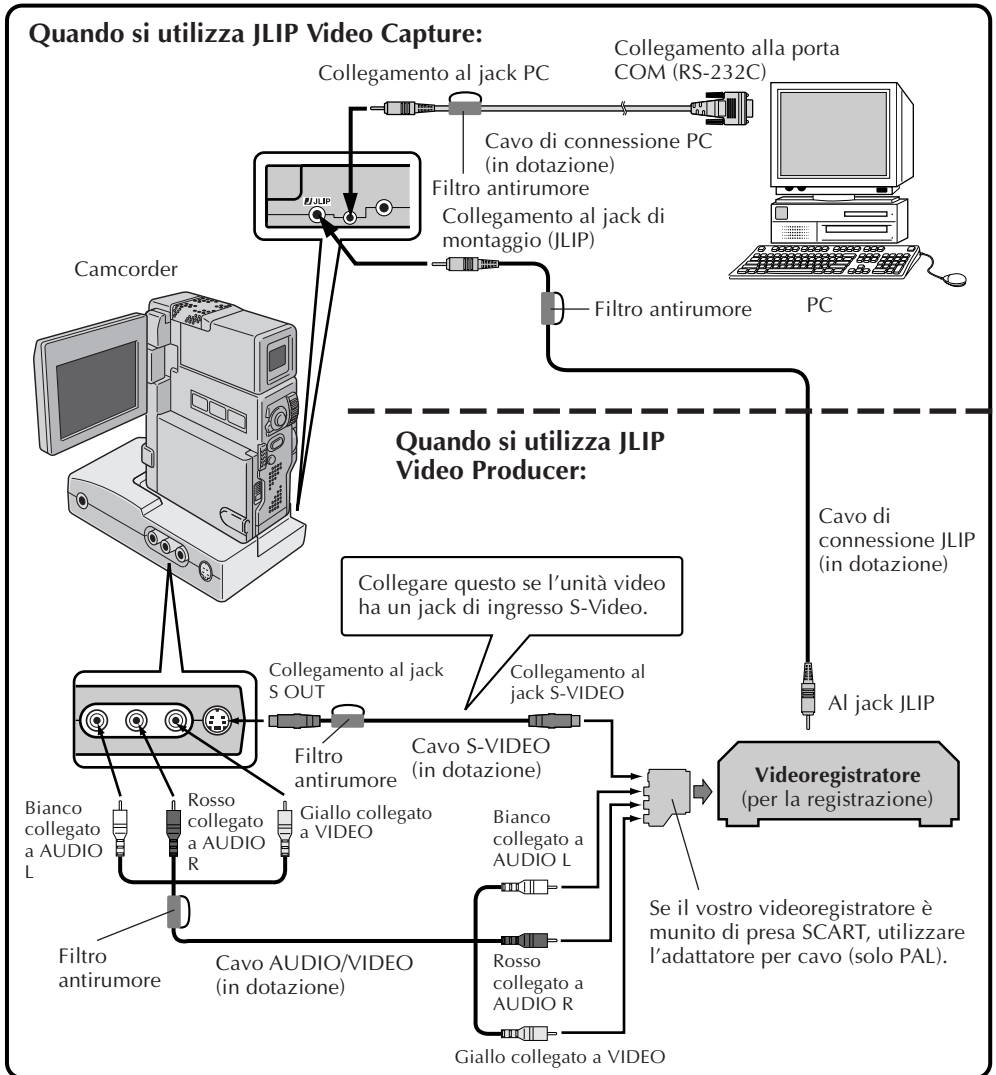 Quando si utilizza JLIP Video Capture:
Collegamento al jack PC
Collegamento alla porta
COM (RS-232C)
Cavo di connessione PC
(in dotazione)
Filtro antirumore
JLIP
Collegamento al jack di
montaggio (JLIP)
Camcorder
Filtro antirumore
PC
Quando si utilizza JLIP
Video Producer:
Cavo di
connessione JLIP
(in dotazione)
Collegare questo se l'unità video
ha un jack di ingresso S-Video.
Collegamento al jack
S OUT
Collegamento al
jack S-VIDEO
Al jack JLIP
Filtro
antirumore
Cavo S-VIDEO
(in dotazione)
Videoregistratore
(per la registrazione)
Bianco
collegato
a AUDIO
L
Rosso
collegato
a AUDIO
R
Giallo collegato
a VIDEO
Bianco
collegato a
AUDIO L
Se il vostro videoregistratore è
munito di presa SCART, utilizzare
l'adattatore per cavo (solo PAL).
Filtro
antirumore
Cavo AUDIO/VIDEO
(in dotazione)
Rosso
collegato a
AUDIO R
Giallo collegato a VIDEO